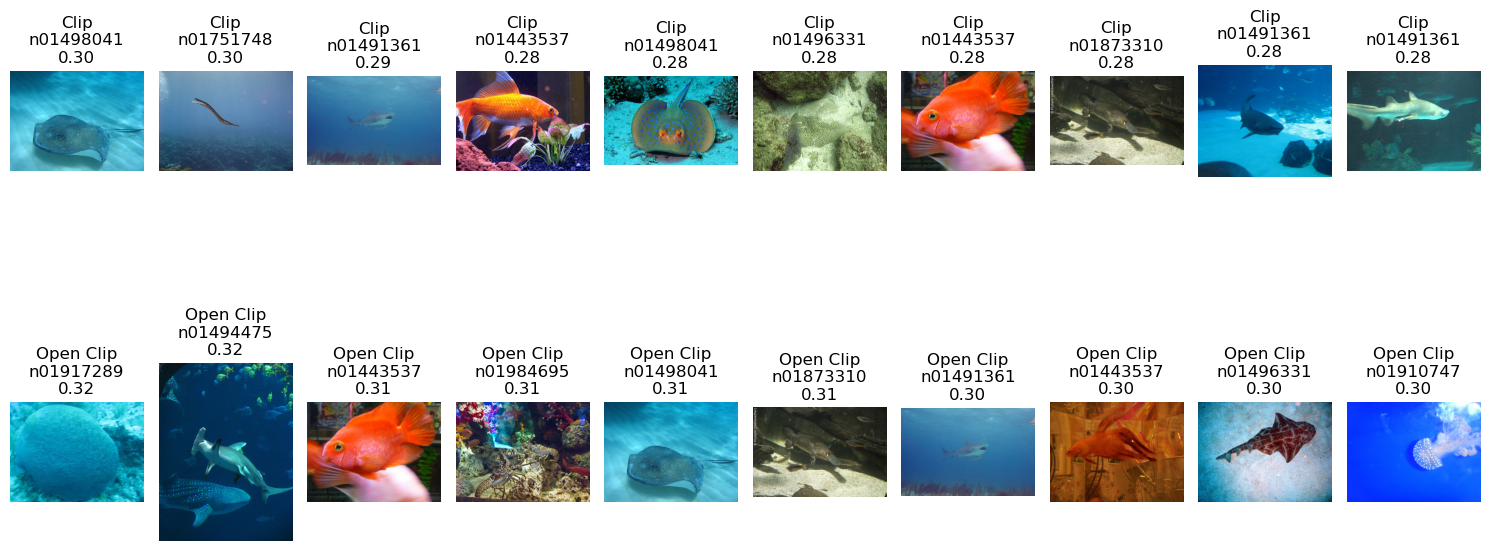 Clip
n01498041
0.30
Clip
n01751748
0.30
Clip
n01491361
0.29
Clip
n01443537
0.28
Clip
n01498041
0.28
Clip
n01496331
0.28
Clip
n01443537
0.28
Clip
n01873310
0.28
Clip
n01491361
0.28
Clip
n01491361
0.28
Open Clip
n01917289
0.32
Open Clip
n01494475
0.32
Open Clip
n01443537
0.31
Open Clip
n01984695
0.31
Open Clip
n01498041
0.31
Open Clip
n01873310
0.31
Open Clip
n01491361
0.30
Open Clip
n01443537
0.30
Open Clip
n01496331
0.30
Open Clip
n01910747
0.30